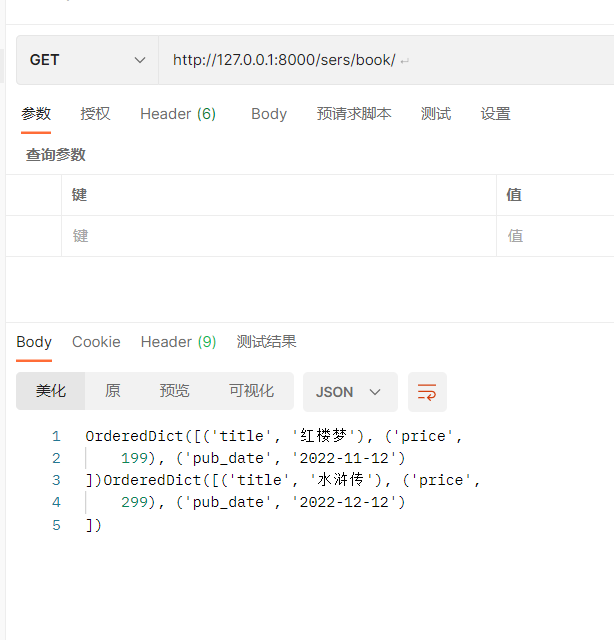 GET http://127.0.0.1:8000/sers/book/ ↵
参数 授权 Header (6) Body 预请求脚本 测试 设置
查询参数
键 值
键 值
Body Cookie Header (9) 测试结果
美化 原 预览 可视化 JSON
1 OrderedDict([('title', '红楼梦'), ('price',
2 199), ('pub_date', '2022-11-12')
3 ])OrderedDict([('title', '水浒传'), ('price',
4 299), ('pub_date', '2022-12-12')
5 ])